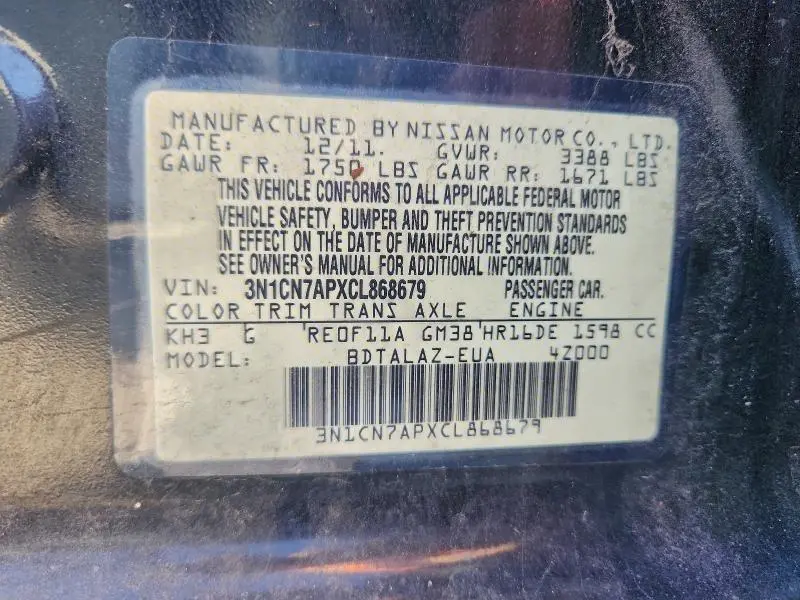 MANUFACTURED BY NISSAN MOTOR CO., LTD.
DATE: 12/11. GVWR: 3388 LBS
GAWR FR: 1750 LBS GAWR RR: 1671 LBS
THIS VEHICLE CONFORMS TO ALL APPLICABLE FEDERAL MOTOR
VEHICLE SAFETY, BUMPER AND THEFT PREVENTION STANDARDS
IN EFFECT ON THE DATE OF MANUFACTURE SHOWN ABOVE.
SEE OWNER'S MANUAL FOR ADDITIONAL INFORMATION.
VIN: 3N1CN7APXCL868679 PASSENGER CAR.
COLOR TRIM TRANS AXLE ENGINE
KH3 G RE0F11A GM38 HR16DE 1598 CC
MODEL: BDTALAZ-EUA 4Z000
3N1CN7APXCL868679